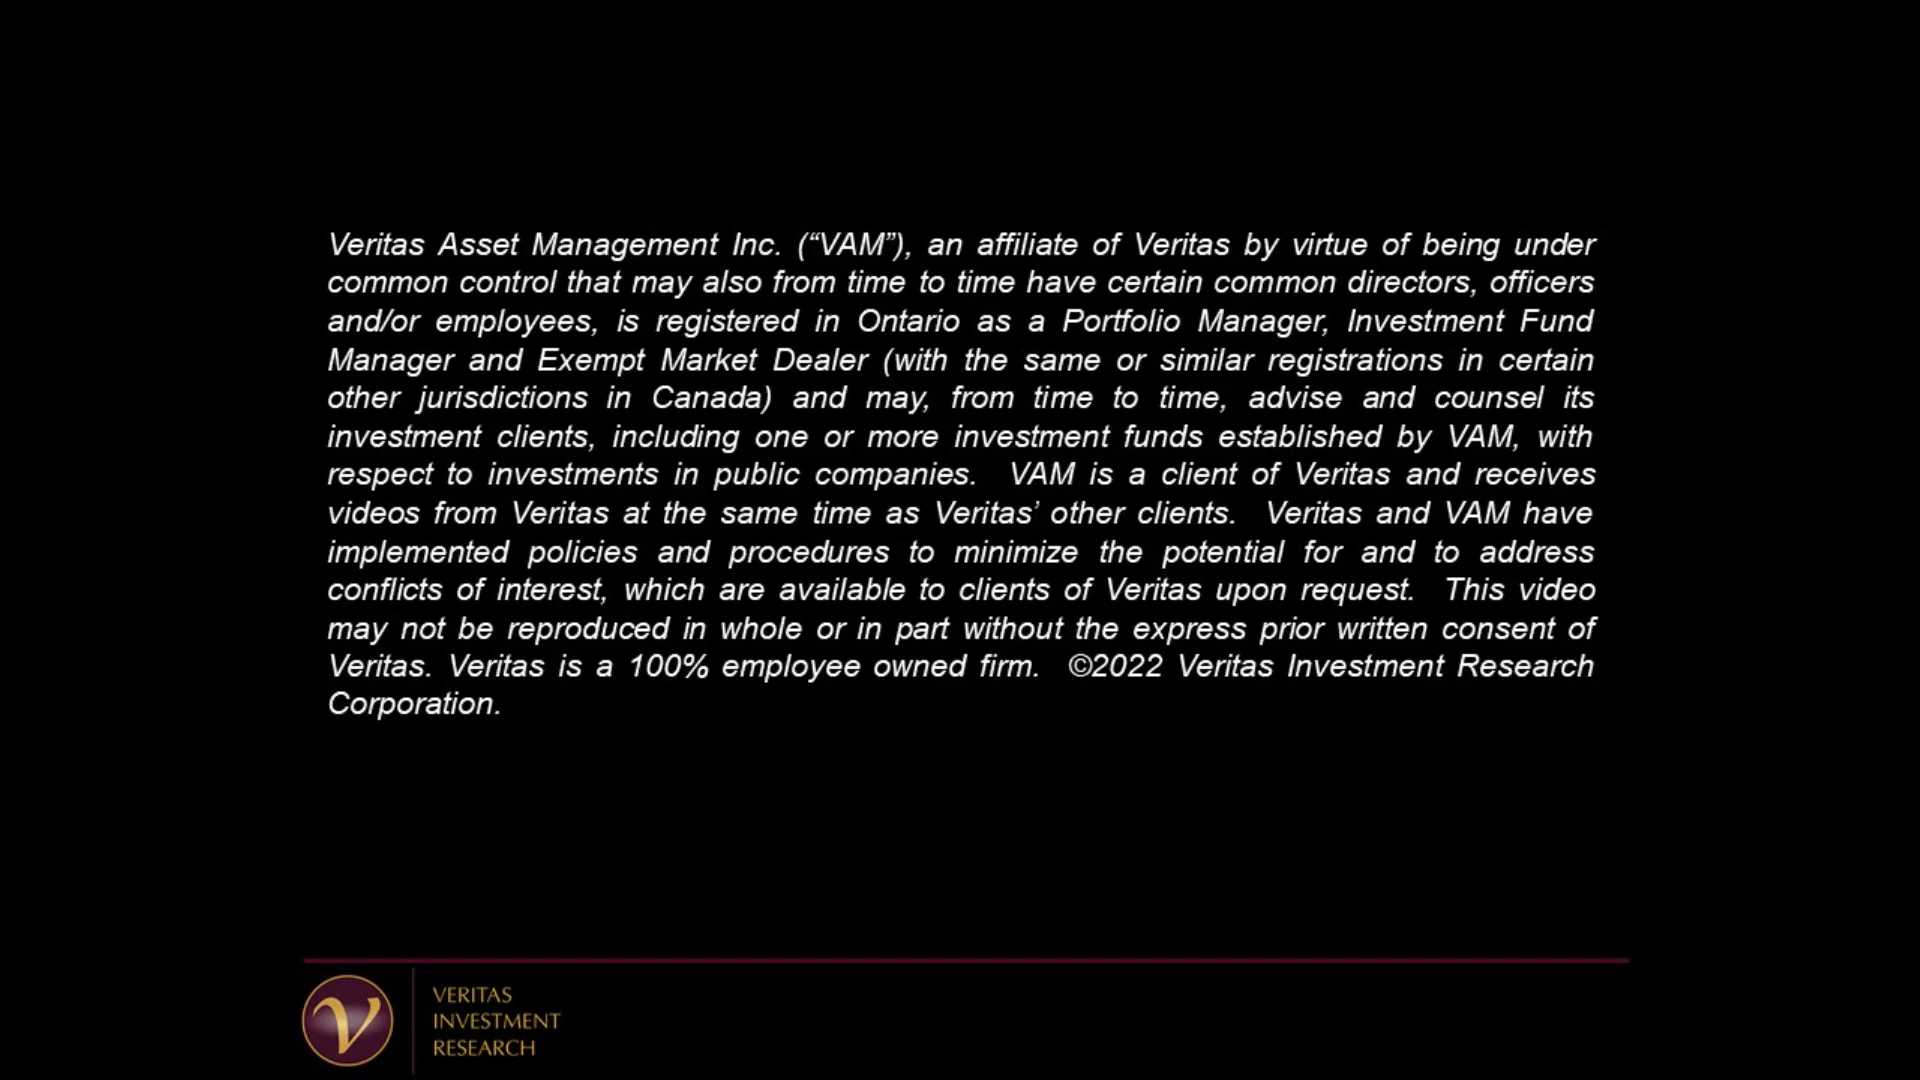 Veritas Asset Management Inc. (“VAM”), an affiliate of Veritas by virtue of being under
common control that may also from time to time have certain common directors, officers
and/or employees, is registered in Ontario as a Portfolio Manager, Investment Fund
Manager and Exempt Market Dealer (with the same or similar registrations in certain
other jurisdictions in Canada) and may, from time to time, advise and counsel its
investment clients, including one or more investment funds established by VAM, with
respect to investments in public companies.  VAM is a client of Veritas and receives
videos from Veritas at the same time as Veritas’ other clients.  Veritas and VAM have
implemented policies and procedures to minimize the potential for and to address
conflicts of interest, which are available to clients of Veritas upon request.  This video
may not be reproduced in whole or in part without the express prior written consent of
Veritas. Veritas is a 100% employee owned firm.  ©2022 Veritas Investment Research
Corporation.
V
VERITAS
INVESTMENT
RESEARCH